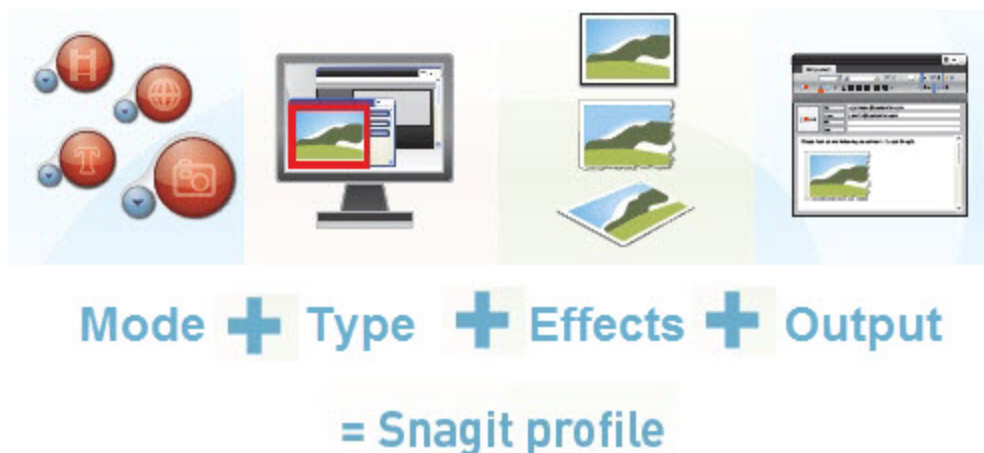 Mode + Type + Effects + Output
= Snagit profile